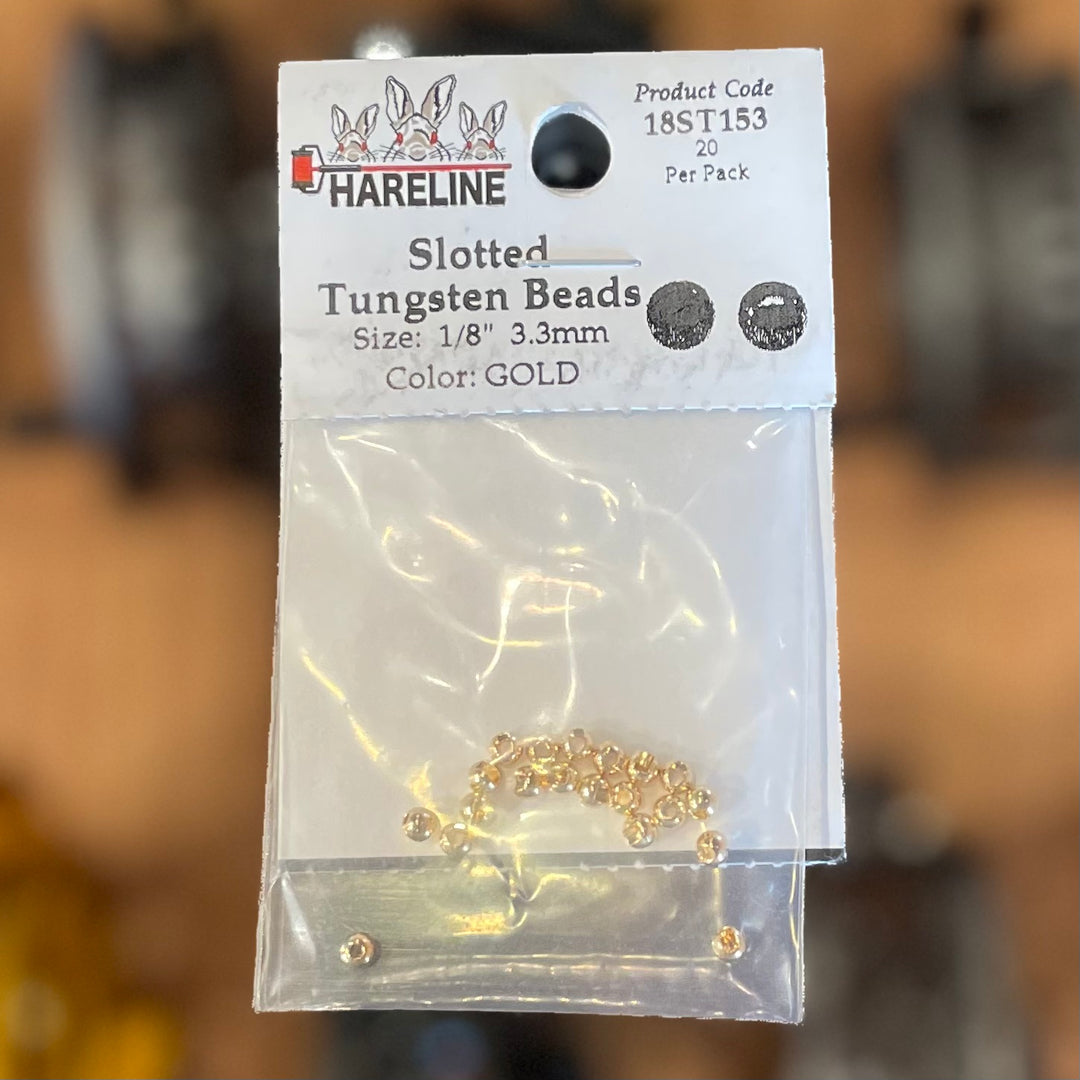 HARELINE
Product Code
18ST153
20
Per Pack
Slotted
Tungsten Beads
Size: 1/8" 3.3mm
Color: GOLD